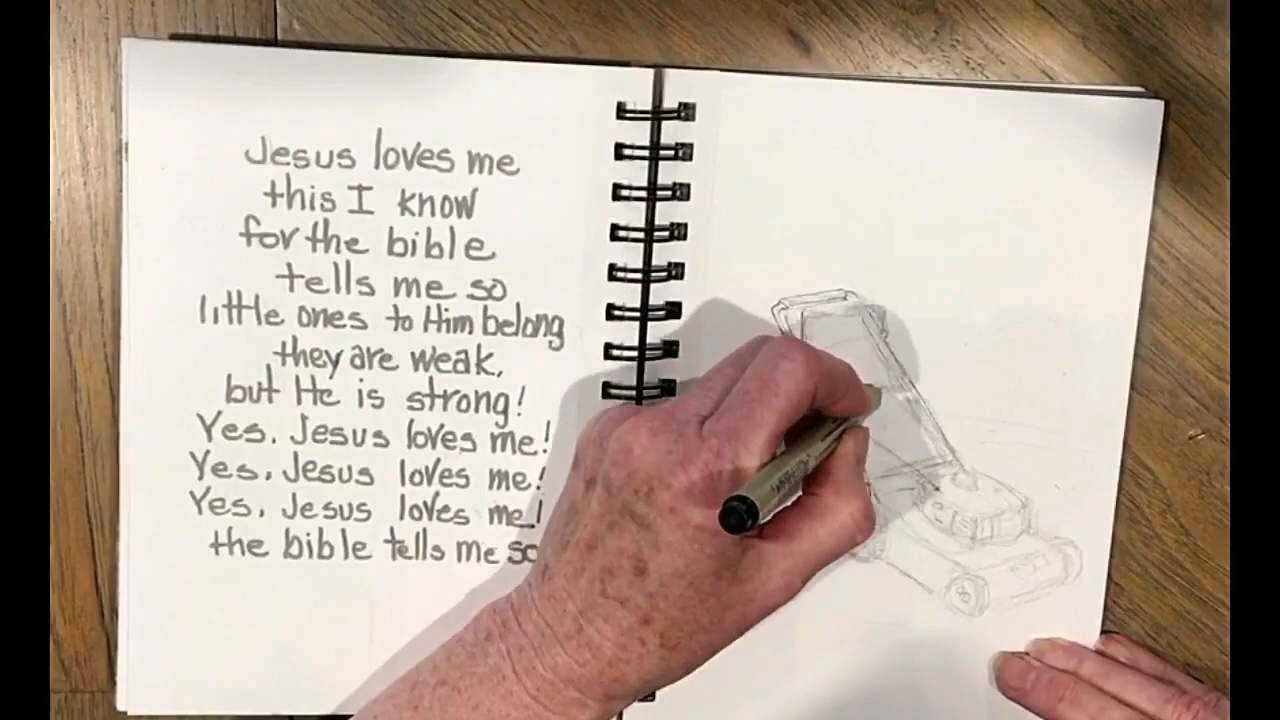 Jesus loves me
this I know
for the bible
tells me so
little ones to Him belong
they are weak,
but He is strong!
Yes, Jesus loves me!
Yes, Jesus loves me!
Yes, Jesus loves me!
the bible tells me so